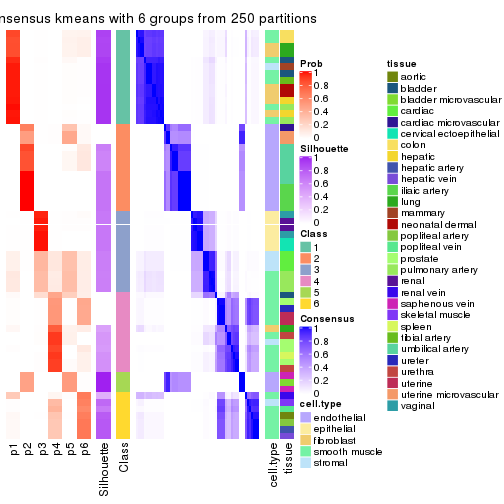 nsensus kmeans with 6 groups from 250 partitions
Prob
1
0.8
0.6
0.4
0.2
0
Silhouette
1
0.8
0.6
0.4
0.2
0
Class
1
2
3
4
5
6
Consensus
1
0.8
0.6
0.4
0.2
0
cell.type
endothelial
epithelial
fibroblast
smooth muscle
stromal
tissue
aortic
bladder
bladder microvascular
cardiac
cardiac microvascular
cervical ectoepithelial
colon
hepatic
hepatic artery
hepatic vein
iliaic artery
lung
mammary
neonatal dermal
popliteal artery
popliteal vein
prostate
pulmonary artery
renal
renal vein
saphenous vein
skeletal muscle
spleen
tibial artery
umbilical artery
ureter
urethra
uterine
uterine microvascular
vaginal
p1
p2
p3
p4
p5
p6
Silhouette
Class
cell.type
tissue